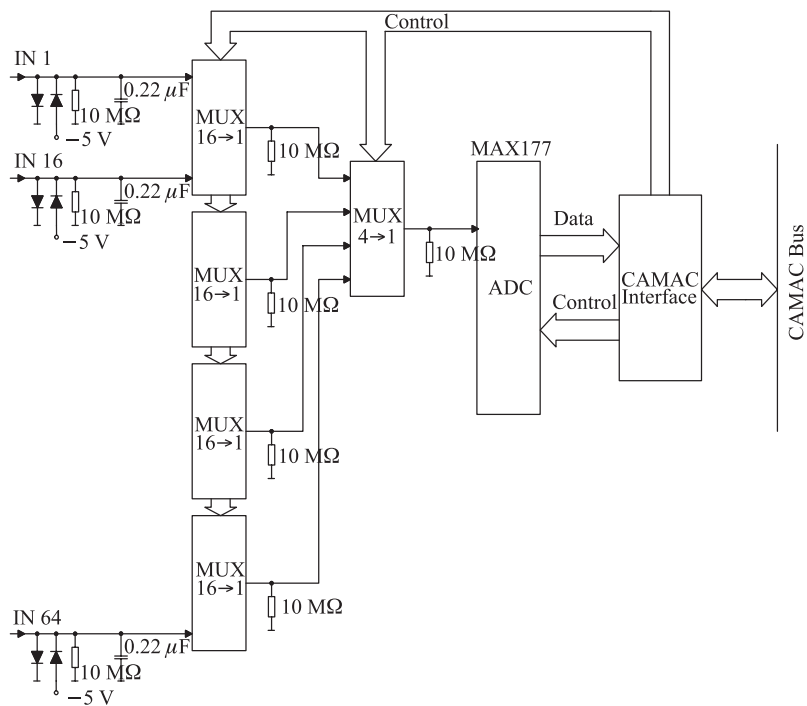 Control
IN 1
0.22 μF
10 MΩ
−5 V
MUX
16→1
10 MΩ
IN 16
0.22 μF
10 MΩ
−5 V
MUX
4→1
10 MΩ
MAX177
ADC
Data
Control
CAMAC
Interface
CAMAC Bus
MUX
16→1
10 MΩ
MUX
16→1
10 MΩ
MUX
16→1
10 MΩ
IN 64
0.22 μF
10 MΩ
−5 V